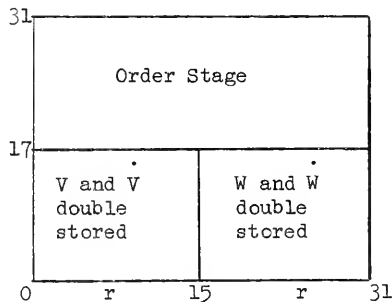 31
Order Stage
17
V and V̇ W and Ẇ
double double
stored stored
0 r 15 r 31